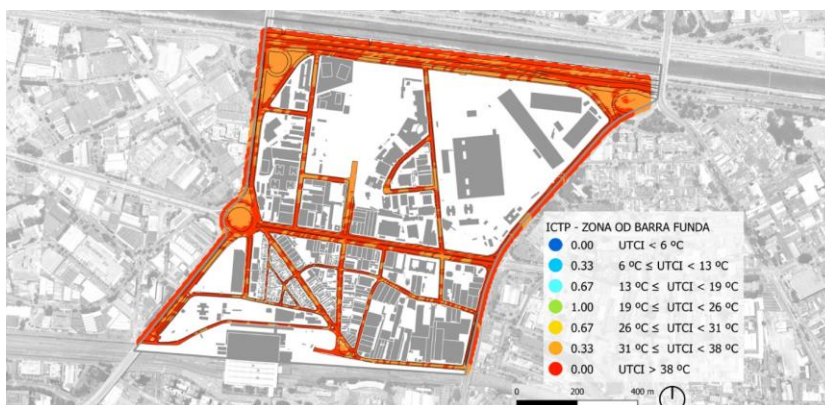 ICTP - ZONA OD BARRA FUNDA
0.00 UTCI < 6 ºC
0.33 6 ºC ≤ UTCI < 13 ºC
0.67 13 ºC ≤ UTCI < 19 ºC
1.00 19 ºC ≤ UTCI < 26 ºC
0.67 26 ºC ≤ UTCI < 31 ºC
0.33 31 ºC ≤ UTCI < 38 ºC
0.00 UTCI > 38 ºC
0 200 400 m